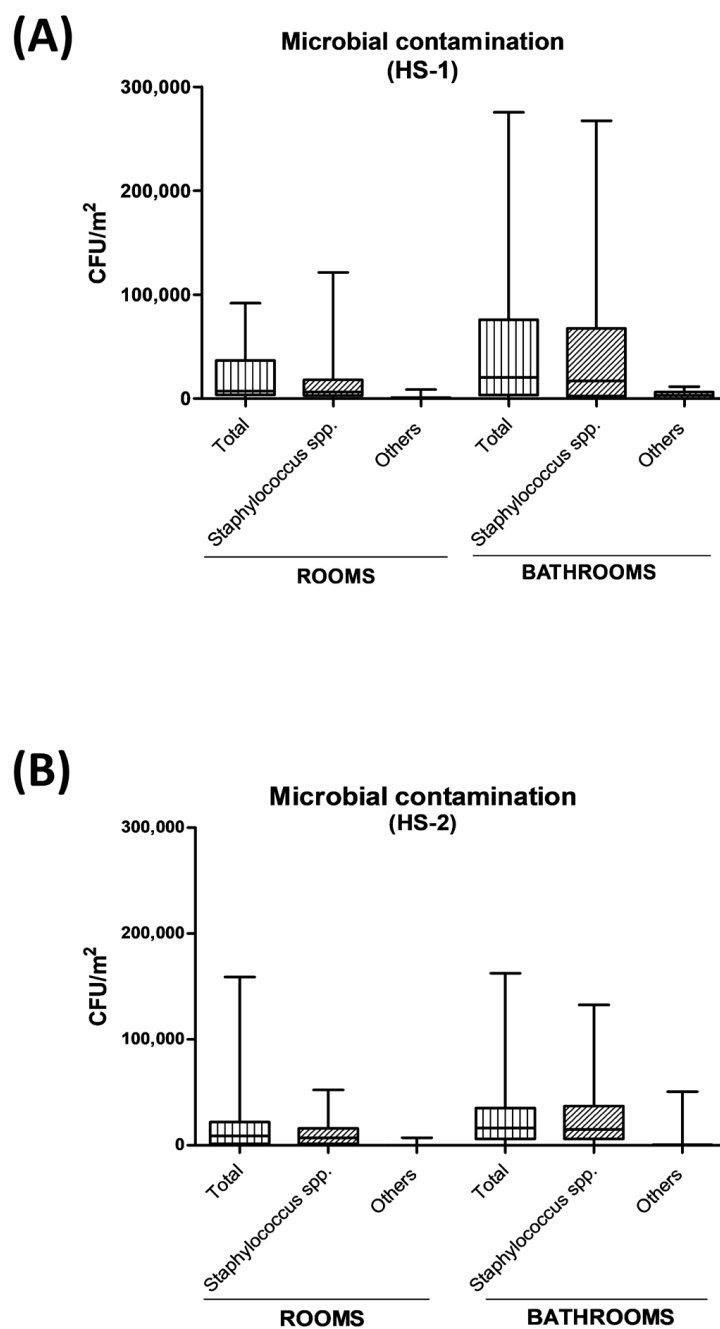 (A)
Microbial contamination
(HS-1)
300,000
200,000
100,000
0
CFU/m²
Total
Staphylococcus spp.
Others
Total
Staphylococcus spp.
Others
ROOMS
BATHROOMS
(B)
Microbial contamination
(HS-2)
300,000
200,000
100,000
0
CFU/m²
Total
Staphylococcus spp.
Others
Total
Staphylococcus spp.
Others
ROOMS
BATHROOMS